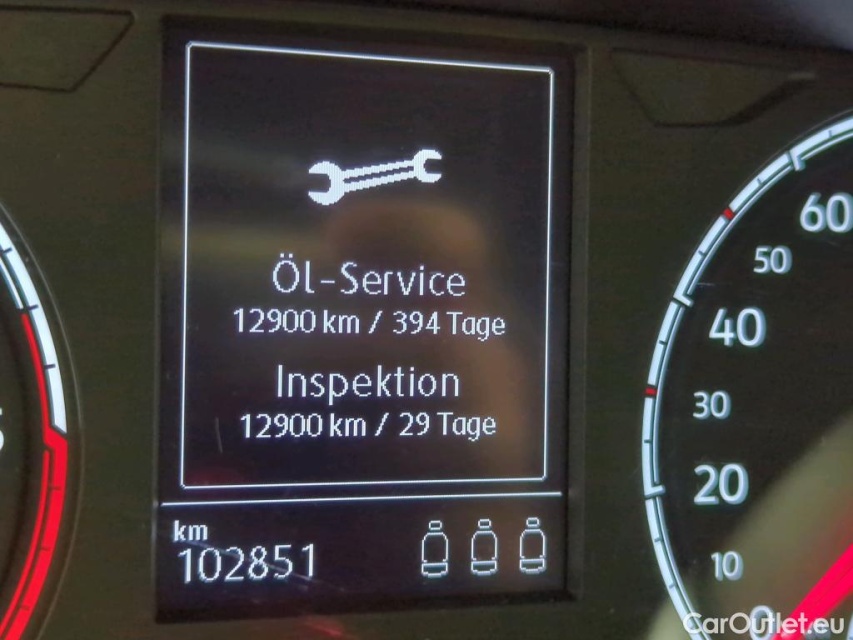 Öl-Service
12900 km / 394 Tage
Inspektion
12900 km / 29 Tage
km
102851
60
50
40
30
20
10
0
CarOutlet.eu